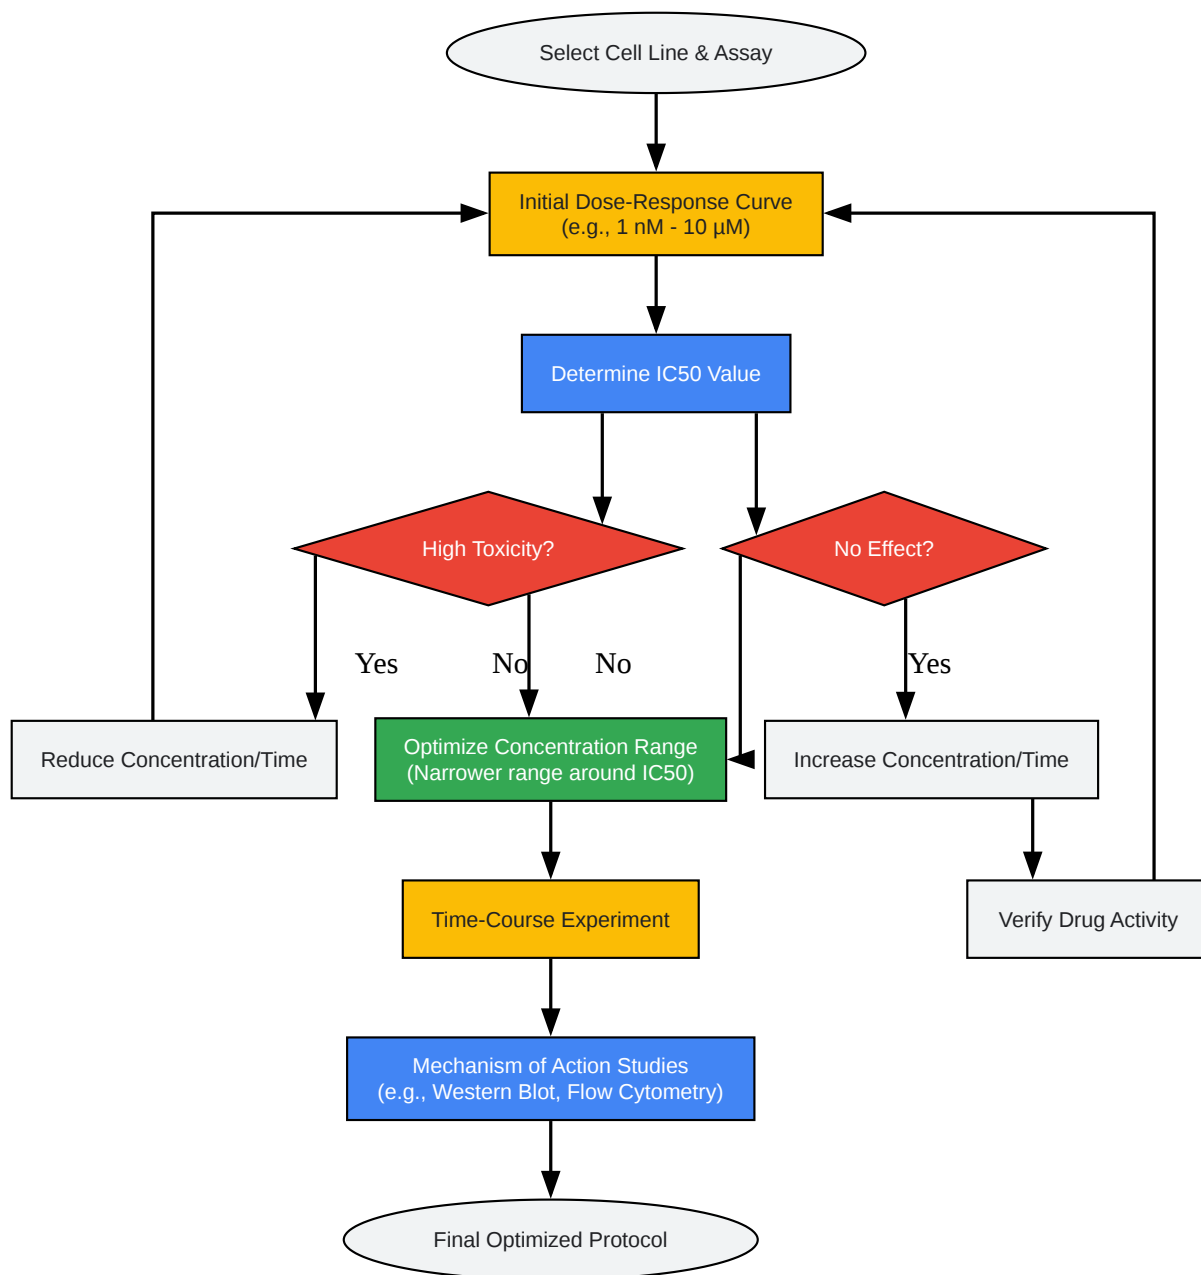 Select Cell Line & Assay
Initial Dose-Response Curve
(e.g., 1 nM - 10 µM)
Determine IC50 Value
High Toxicity?
No Effect?
Yes
No
No
Yes
Reduce Concentration/Time
Optimize Concentration Range
(Narrower range around IC50)
Increase Concentration/Time
Time-Course Experiment
Verify Drug Activity
Mechanism of Action Studies
(e.g., Western Blot, Flow Cytometry)
Final Optimized Protocol